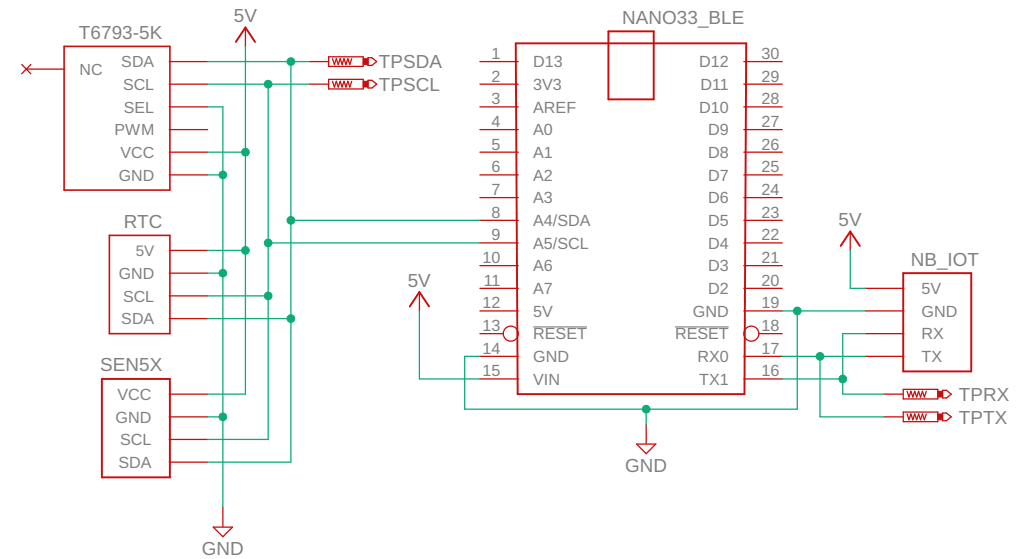 T6793-5K
NC
SDA
SCL
SEL
PWM
VCC
GND
5V
TPSDA
TPSCL
RTC
5V
GND
SCL
SDA
SEN5X
VCC
GND
SCL
SDA
GND
NANO33_BLE
1 D13
2 3V3
3 AREF
4 A0
5 A1
6 A2
7 A3
8 A4/SDA
9 A5/SCL
10 A6
11 A7
12 5V
13 RESET
14 GND
15 VIN
D12 30
D11 29
D10 28
D9 27
D8 26
D7 25
D6 24
D5 23
D4 22
D3 21
D2 20
GND 19
RESET 18
RX0 17
TX1 16
5V
GND
5V
NB_IOT
5V
GND
RX
TX
TPRX
TPTX